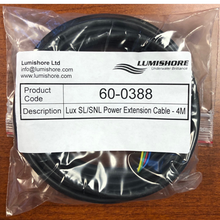 Lumishore Ltd
info@lumishore.com
www.lumishore.com
LUMISHORE
Underwater Brilliance
Product Code
60-0388
Description
Lux SL/SNL Power Extension Cable - 4M